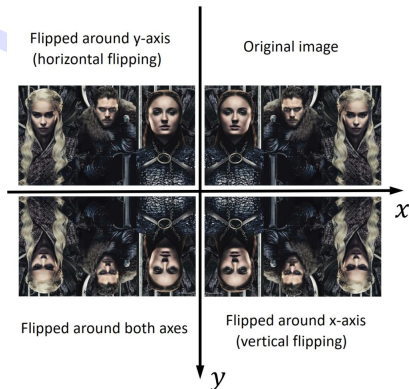 Flipped around y-axis
(horizontal flipping)
Original image
x
Flipped around both axes
Flipped around x-axis
(vertical flipping)
y